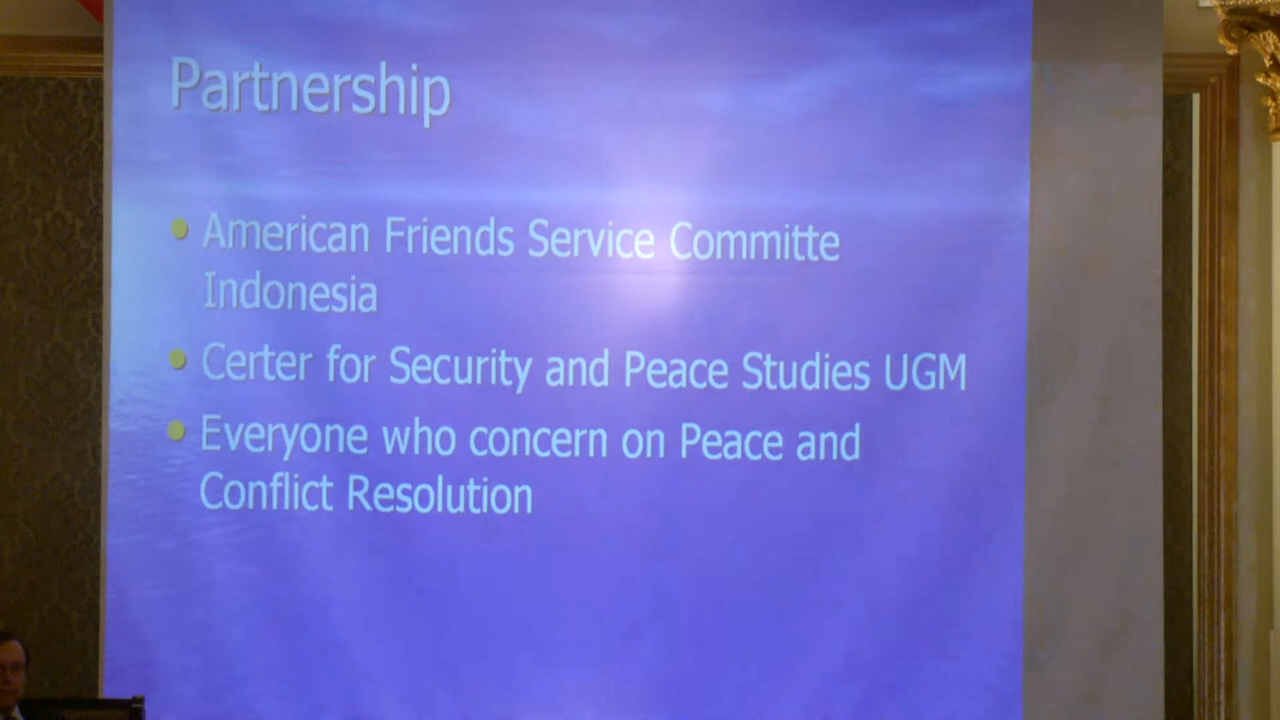 Partnership
American Friends Service Committe
Indonesia
Certer for Security and Peace Studies UGM
Everyone who concern on Peace and
Conflict Resolution